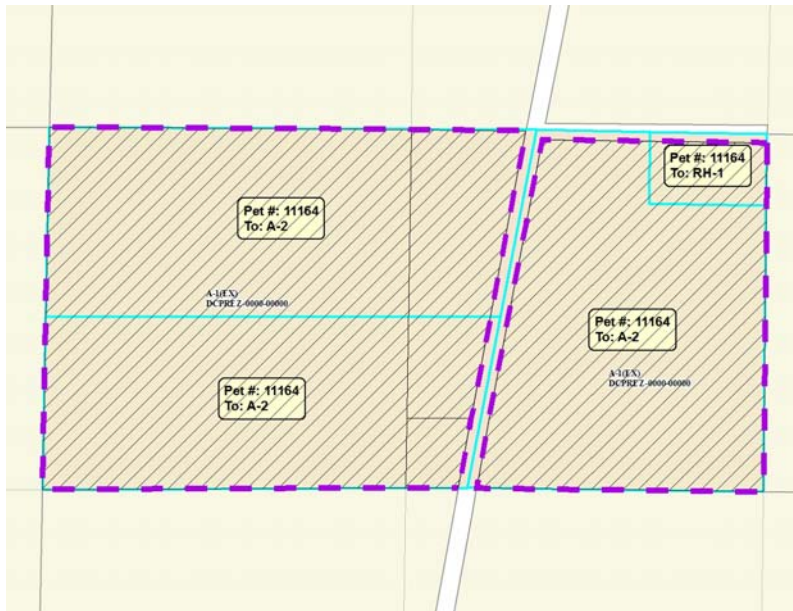 Pet #: 11164
To: RH-1
Pet #: 11164
To: A-2
A-1(EX)
DCPREZ-0000-00000
Pet #: 11164
To: A-2
A-1(EX)
DCPREZ-0000-00000
Pet #: 11164
To: A-2